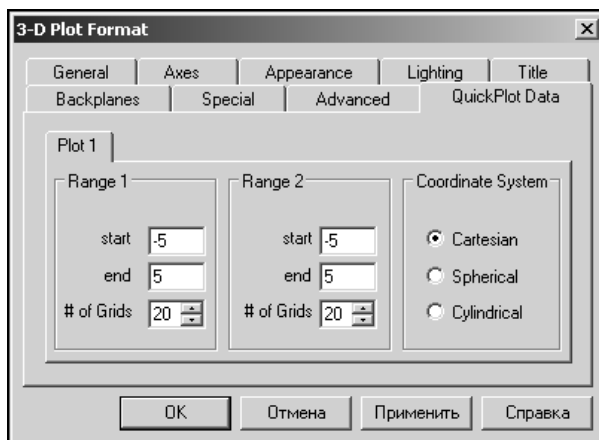 3-D Plot Format
General Axes Appearance Lighting Title
Backplanes Special Advanced QuickPlot Data
Plot 1
Range 1 Range 2 Coordinate System
start -5 start -5 Cartesian
end 5 end 5 Spherical
# of Grids 20 # of Grids 20 Cylindrical
OK Отмена Применить Справка